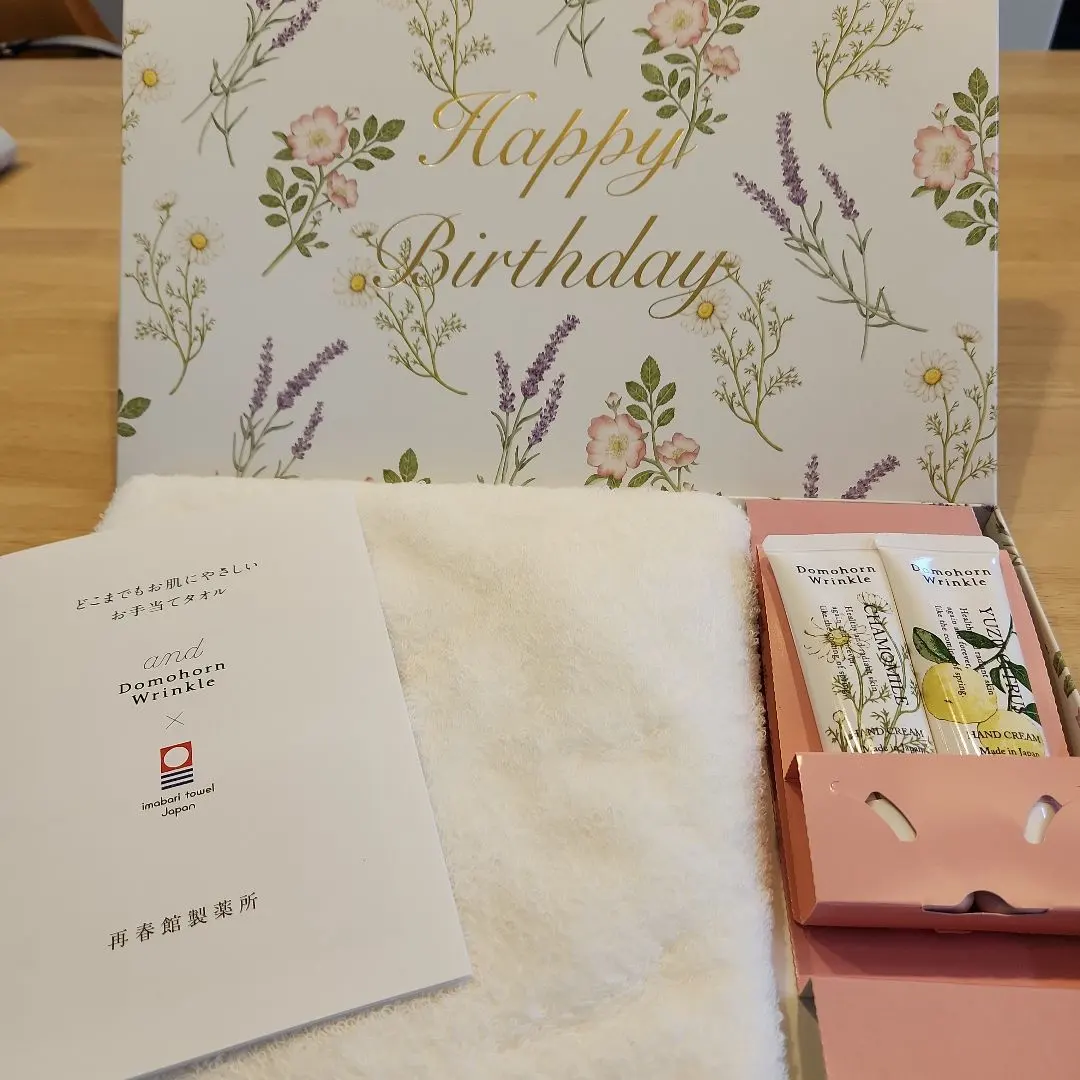 Happy
Birthday
どこまでもお肌にやさしい
お手当てタオル
and
Domohorn
Wrinkle
×
imabari towel
Japan
再春館製薬所
Domohorn
Wrinkle
CHAMOMILE
HAND CREAM
Made in Japan
Domohorn
Wrinkle
YUZU CITRUS
HAND CREAM
Made in Japan